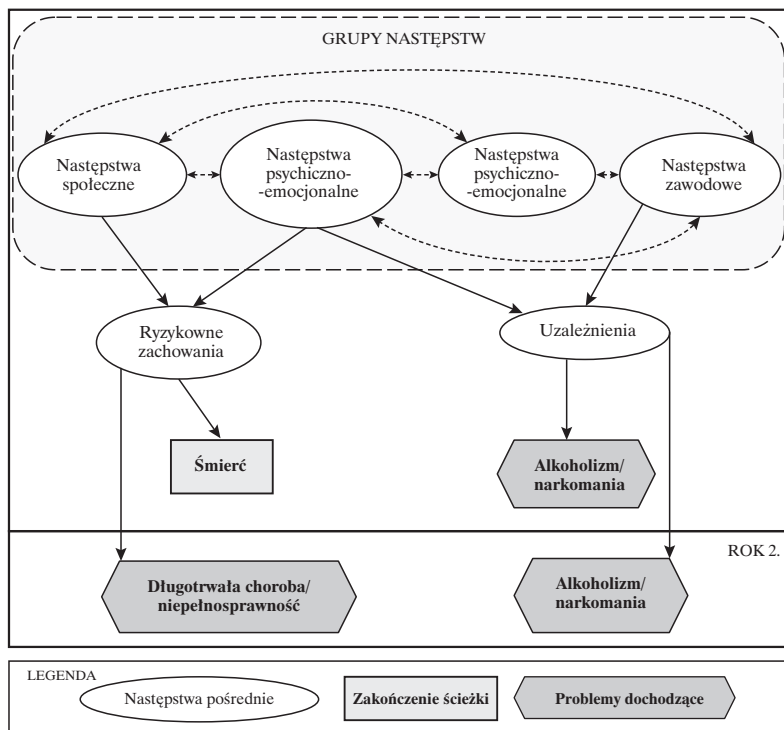 GRUPY NASTĘPSTW
Następstwa
społeczne
Następstwa
psychiczno-
-emocjonalne
Następstwa
psychiczno-
-emocjonalne
Następstwa
zawodowe
Ryzykowne
zachowania
Uzależnienia
Śmierć
Alkoholizm/
narkomania
ROK 2.
Długotrwała choroba/
niepełnosprawność
Alkoholizm/
narkomania
LEGENDA
Następstwa pośrednie
Zakończenie ścieżki
Problemy dochodzące